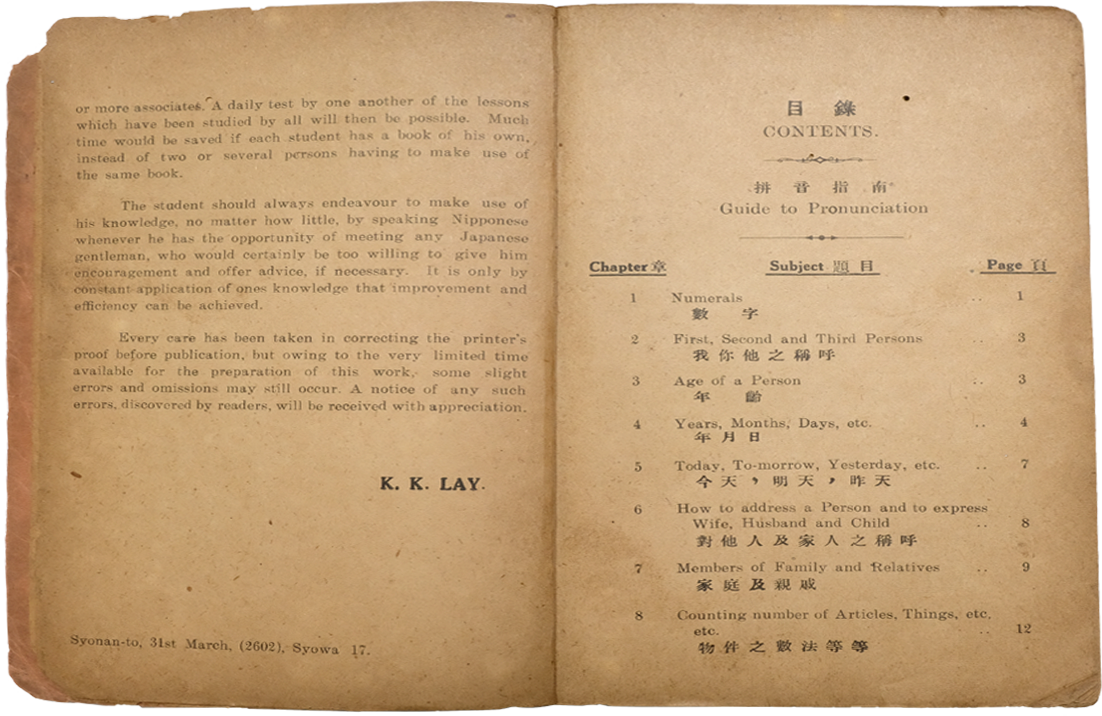 or more associates. A daily test by one another of the lessons
which have been studied by all will then be possible. Much
time would be saved if each student has a book of his own,
instead of two or several persons having to make use of
the same book.
The student should always endeavour to make use of
his knowledge, no matter how little, by speaking Nipponese
whenever he has the opportunity of meeting any Japanese
gentleman, who would certainly be too willing to give him
encouragement and offer advice, if necessary. It is only by
constant application of ones knowledge that improvement and
efficiency can be achieved.
Every care has been taken in correcting the printer's
proof before publication, but owing to the very limited time
available for the preparation of this work, some slight
errors and omissions may still occur. A notice of any such
errors, discovered by readers, will be received with appreciation.
K. K. LAY.
Syonan-to, 31st March, (2602), Syowa 17.
目錄
CONTENTS.
拼音指南
Guide to Pronunciation
Chapter章 Subject 題目 Page 頁
1 Numerals .. 1
數字
2 First, Second and Third Persons .. 3
我你他之稱呼
3 Age of a Person .. 3
年齡
4 Years, Months, Days, etc. .. 4
年月日
5 Today, To-morrow, Yesterday, etc. .. 7
今天，明天，昨天
6 How to address a Person and to express
Wife, Husband and Child .. 8
對他人及家人之稱呼
7 Members of Family and Relatives .. 9
家庭及親戚
8 Counting number of Articles, Things, etc.
etc. .. 12
物件之數法等等